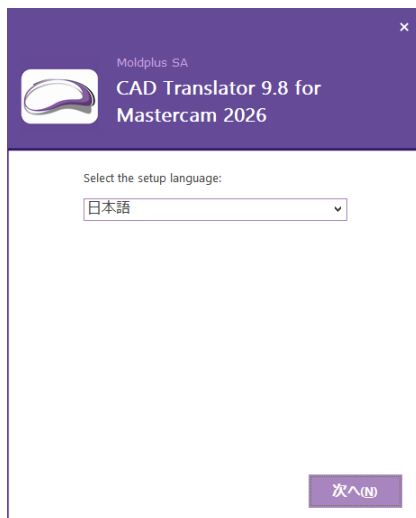 Moldplus SA
CAD Translator 9.8 for
Mastercam 2026
Select the setup language:
日本語
次へ(N)